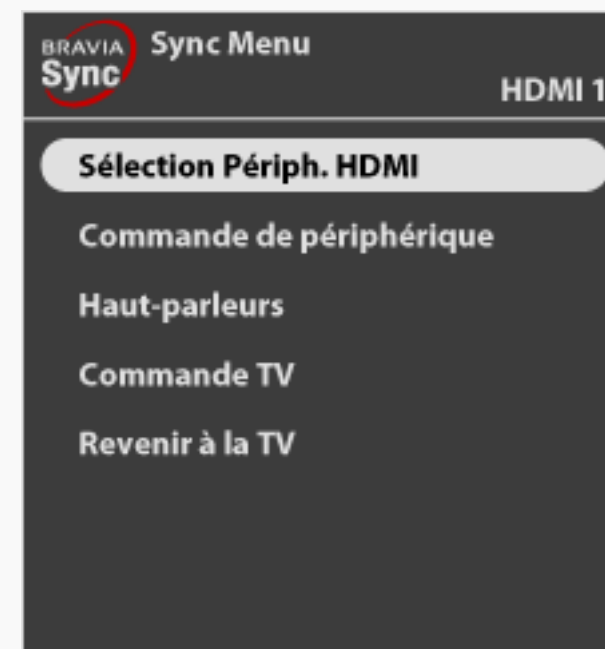 BRAVIA
Sync
Sync Menu
HDMI 1
Sélection Périph. HDMI
Commande de périphérique
Haut-parleurs
Commande TV
Revenir à la TV